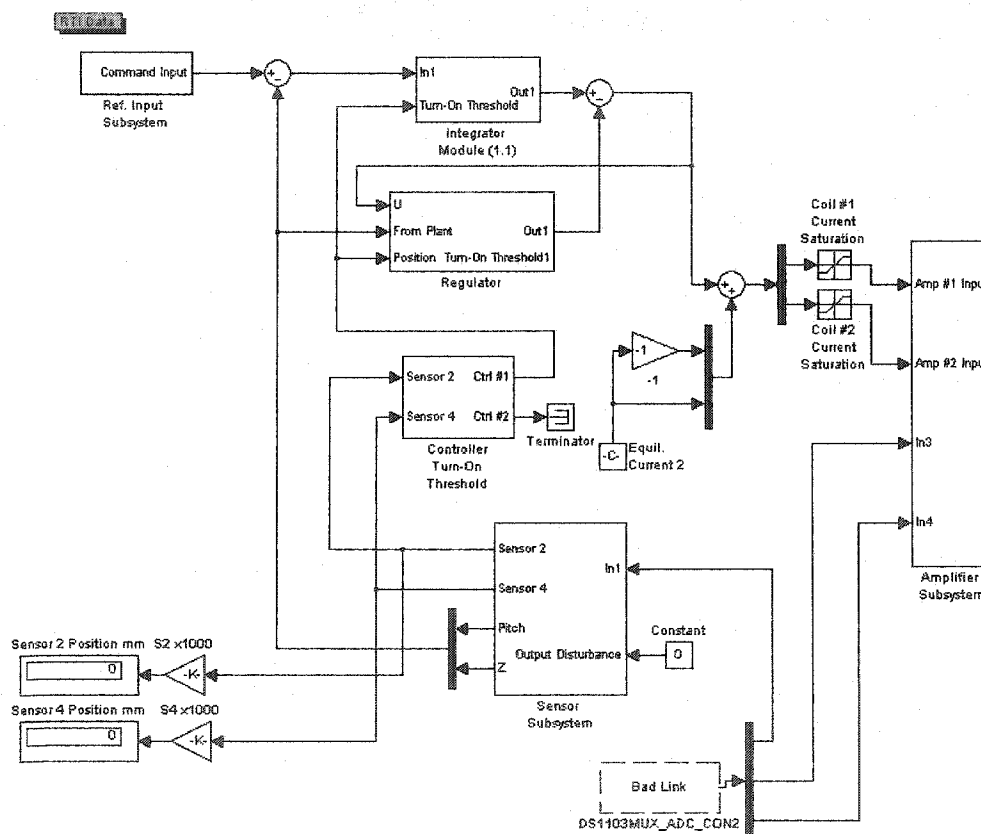 RTI Data
Command Input
Ref. Input
Subsystem
+
-
In1
Turn-On Threshold
Out1
Integrator
Module (1.1)
+
-
U
From Plant
Position Turn-On Threshold1
Out1
Regulator
Coil #1
Current
Saturation
+
+
Coil #2
Current
Saturation
Amp #1 Input
Amp #2 Input
In3
In4
Amplifier
Subsystem
-1
-1
-C-
Equil.
Current 2
Sensor 2
Ctrl #1
Sensor 4
Ctrl #2
Terminator
Controller
Turn-On
Threshold
Sensor 2
Sensor 4
Pitch
Z
In1
Output Disturbance
Sensor
Subsystem
Constant
0
Sensor 2 Position mm
S2 x1000
0
-K-
Sensor 4 Position mm
S4 x1000
0
-K-
Bad Link
DS1103MUX_ADC_CON2